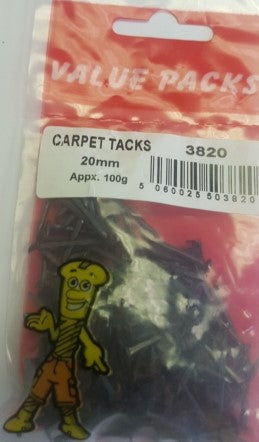 VALUE PACKS
CARPET TACKS 3820
20mm
Appx. 100g
5 060025 503820